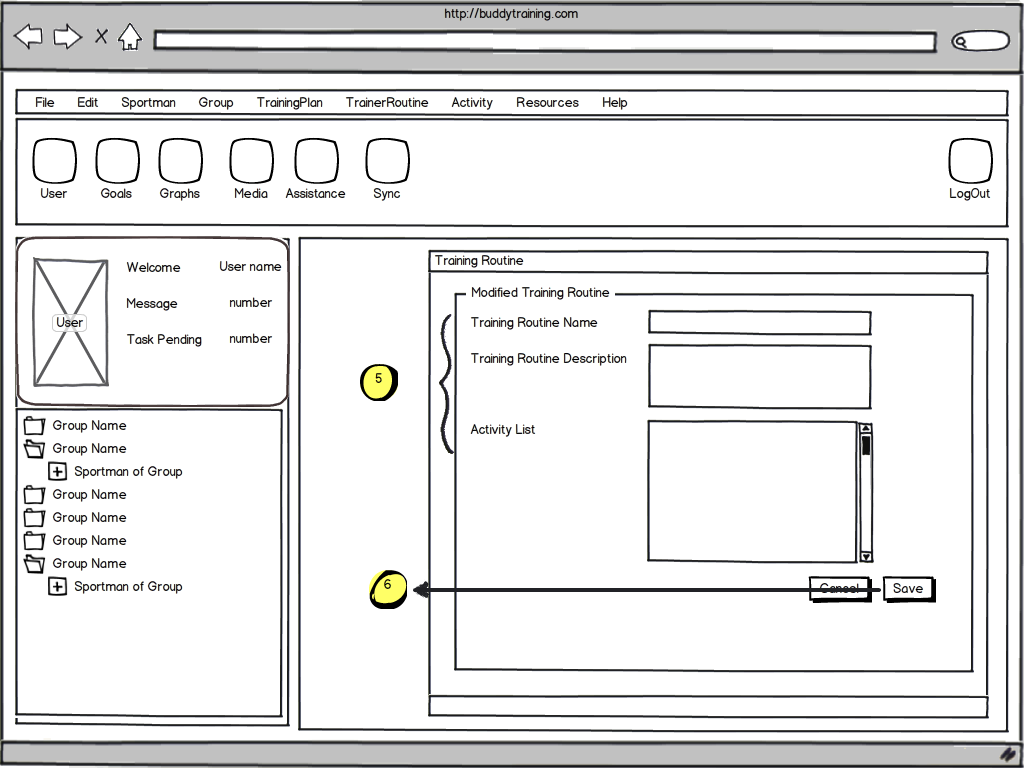 http://buddytraining.com
File Edit Sportman Group TrainingPlan TrainerRoutine Activity Resources Help
User Goals Graphs Media Assistance Sync LogOut
Welcome User name
Message number
User
Task Pending number
Group Name
Group Name
Sportman of Group
Group Name
Group Name
Group Name
Group Name
Sportman of Group
Training Routine
Modified Training Routine
Training Routine Name
Training Routine Description
5
Activity List
6
Cancel Save